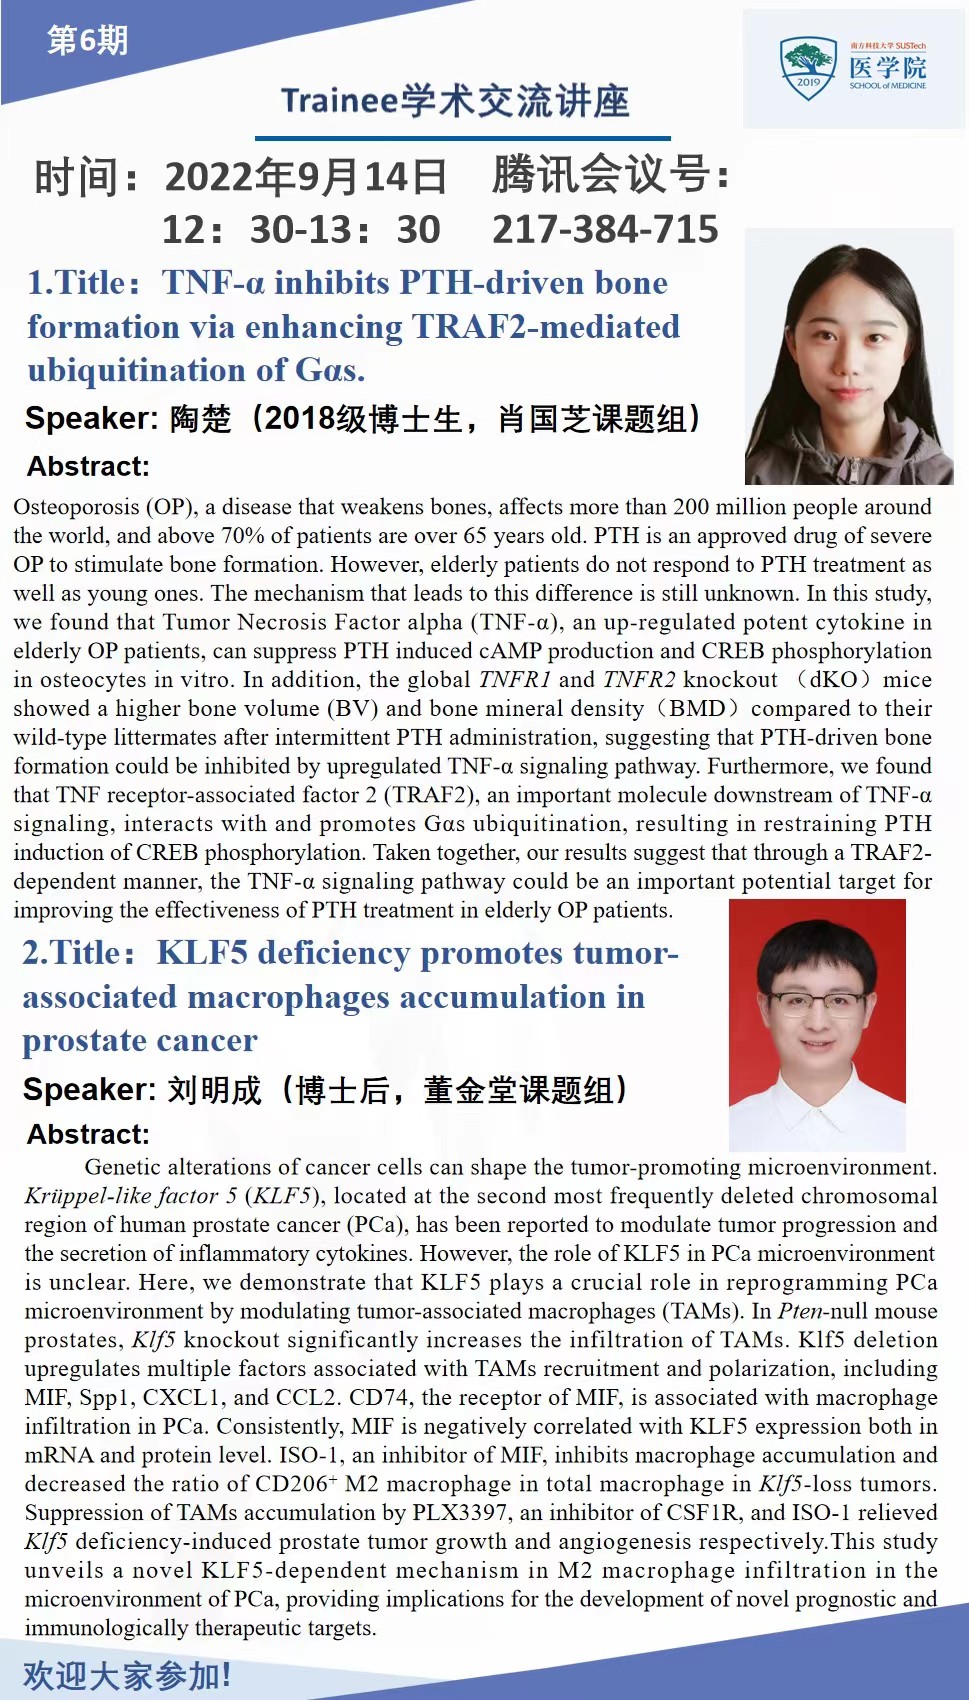 第6期
南方科技大学 SUSTech
医学院
SCHOOL of MEDICINE
2019
Trainee学术交流讲座
时间：2022年9月14日 腾讯会议号：
12：30-13：30 217-384-715
1.Title：TNF-α inhibits PTH-driven bone
formation via enhancing TRAF2-mediated
ubiquitination of Gαs.
Speaker: 陶楚（2018级博士生，肖国芝课题组）
Abstract:
Osteoporosis (OP), a disease that weakens bones, affects more than 200 million people around
the world, and above 70% of patients are over 65 years old. PTH is an approved drug of severe
OP to stimulate bone formation. However, elderly patients do not respond to PTH treatment as
well as young ones. The mechanism that leads to this difference is still unknown. In this study,
we found that Tumor Necrosis Factor alpha (TNF-α), an up-regulated potent cytokine in
elderly OP patients, can suppress PTH induced cAMP production and CREB phosphorylation
in osteocytes in vitro. In addition, the global TNFR1 and TNFR2 knockout （dKO）mice
showed a higher bone volume (BV) and bone mineral density（BMD）compared to their
wild-type littermates after intermittent PTH administration, suggesting that PTH-driven bone
formation could be inhibited by upregulated TNF-α signaling pathway. Furthermore, we found
that TNF receptor-associated factor 2 (TRAF2), an important molecule downstream of TNF-α
signaling, interacts with and promotes Gαs ubiquitination, resulting in restraining PTH
induction of CREB phosphorylation. Taken together, our results suggest that through a TRAF2-
dependent manner, the TNF-α signaling pathway could be an important potential target for
improving the effectiveness of PTH treatment in elderly OP patients.
2.Title：KLF5 deficiency promotes tumor-
associated macrophages accumulation in
prostate cancer
Speaker: 刘明成（博士后，董金堂课题组）
Abstract:
Genetic alterations of cancer cells can shape the tumor-promoting microenvironment.
Krüppel-like factor 5 (KLF5), located at the second most frequently deleted chromosomal
region of human prostate cancer (PCa), has been reported to modulate tumor progression and
the secretion of inflammatory cytokines. However, the role of KLF5 in PCa microenvironment
is unclear. Here, we demonstrate that KLF5 plays a crucial role in reprogramming PCa
microenvironment by modulating tumor-associated macrophages (TAMs). In Pten-null mouse
prostates, Klf5 knockout significantly increases the infiltration of TAMs. Klf5 deletion
upregulates multiple factors associated with TAMs recruitment and polarization, including
MIF, Spp1, CXCL1, and CCL2. CD74, the receptor of MIF, is associated with macrophage
infiltration in PCa. Consistently, MIF is negatively correlated with KLF5 expression both in
mRNA and protein level. ISO-1, an inhibitor of MIF, inhibits macrophage accumulation and
decreased the ratio of CD206⁺ M2 macrophage in total macrophage in Klf5-loss tumors.
Suppression of TAMs accumulation by PLX3397, an inhibitor of CSF1R, and ISO-1 relieved
Klf5 deficiency-induced prostate tumor growth and angiogenesis respectively.This study
unveils a novel KLF5-dependent mechanism in M2 macrophage infiltration in the
microenvironment of PCa, providing implications for the development of novel prognostic and
immunologically therapeutic targets.
欢迎大家参加!